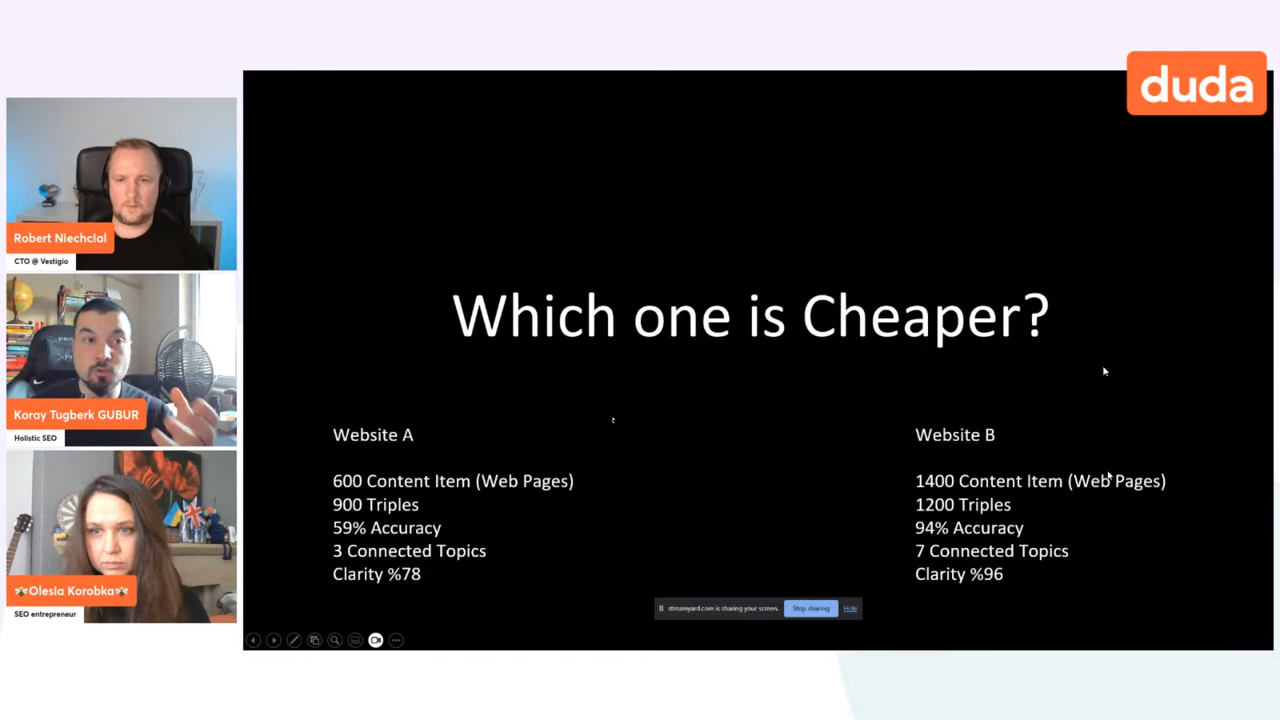 duda
Robert Niechcial
CTO @ Vestigio
Koray Tugberk GUBUR
Holistic SEO
Olesia Korobka
SEO entrepreneur
Which one is Cheaper?
Website A
600 Content Item (Web Pages)
900 Triples
59% Accuracy
3 Connected Topics
Clarity %78
Website B
1400 Content Item (Web Pages)
1200 Triples
94% Accuracy
7 Connected Topics
Clarity %96
streamyard.com is sharing your screen.
Stop sharing
Hide